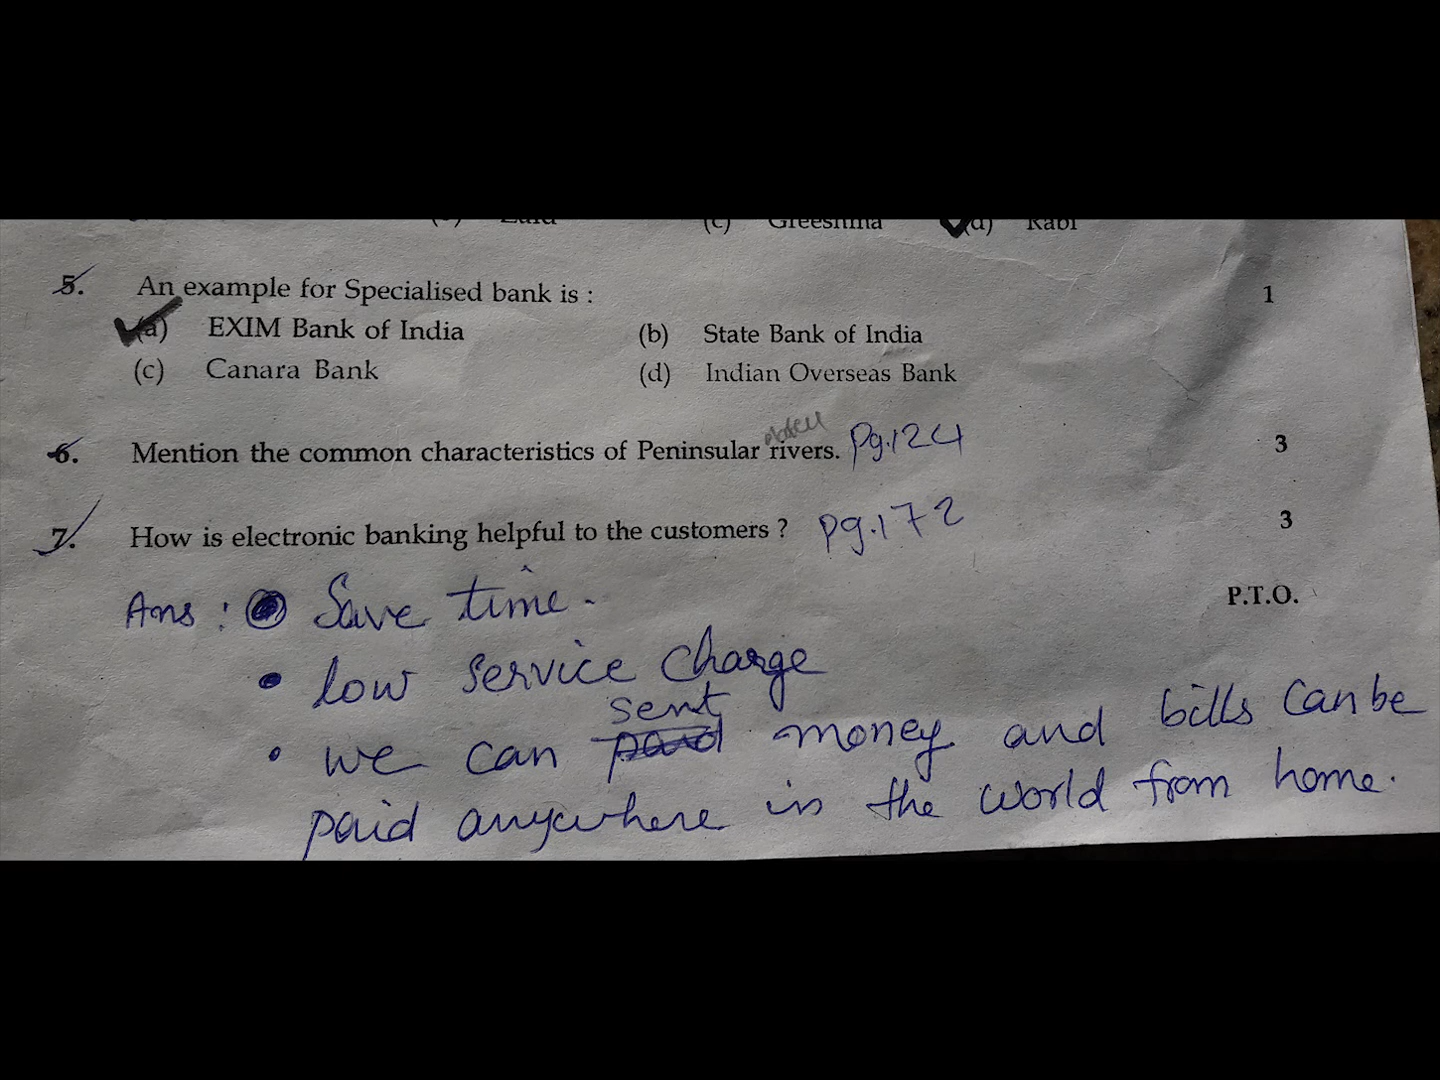 (c) Greeshma (d) Rabi
5. An example for Specialised bank is : 1
(a) EXIM Bank of India (b) State Bank of India
(c) Canara Bank (d) Indian Overseas Bank
6. Mention the common characteristics of Peninsular rivers. Pg.124 3
7. How is electronic banking helpful to the customers ? pg.172 3
Ans : Save time. P.T.O.
• low service charge
sent
• we can paid money and bills can be
paid anywhere in the world from home.